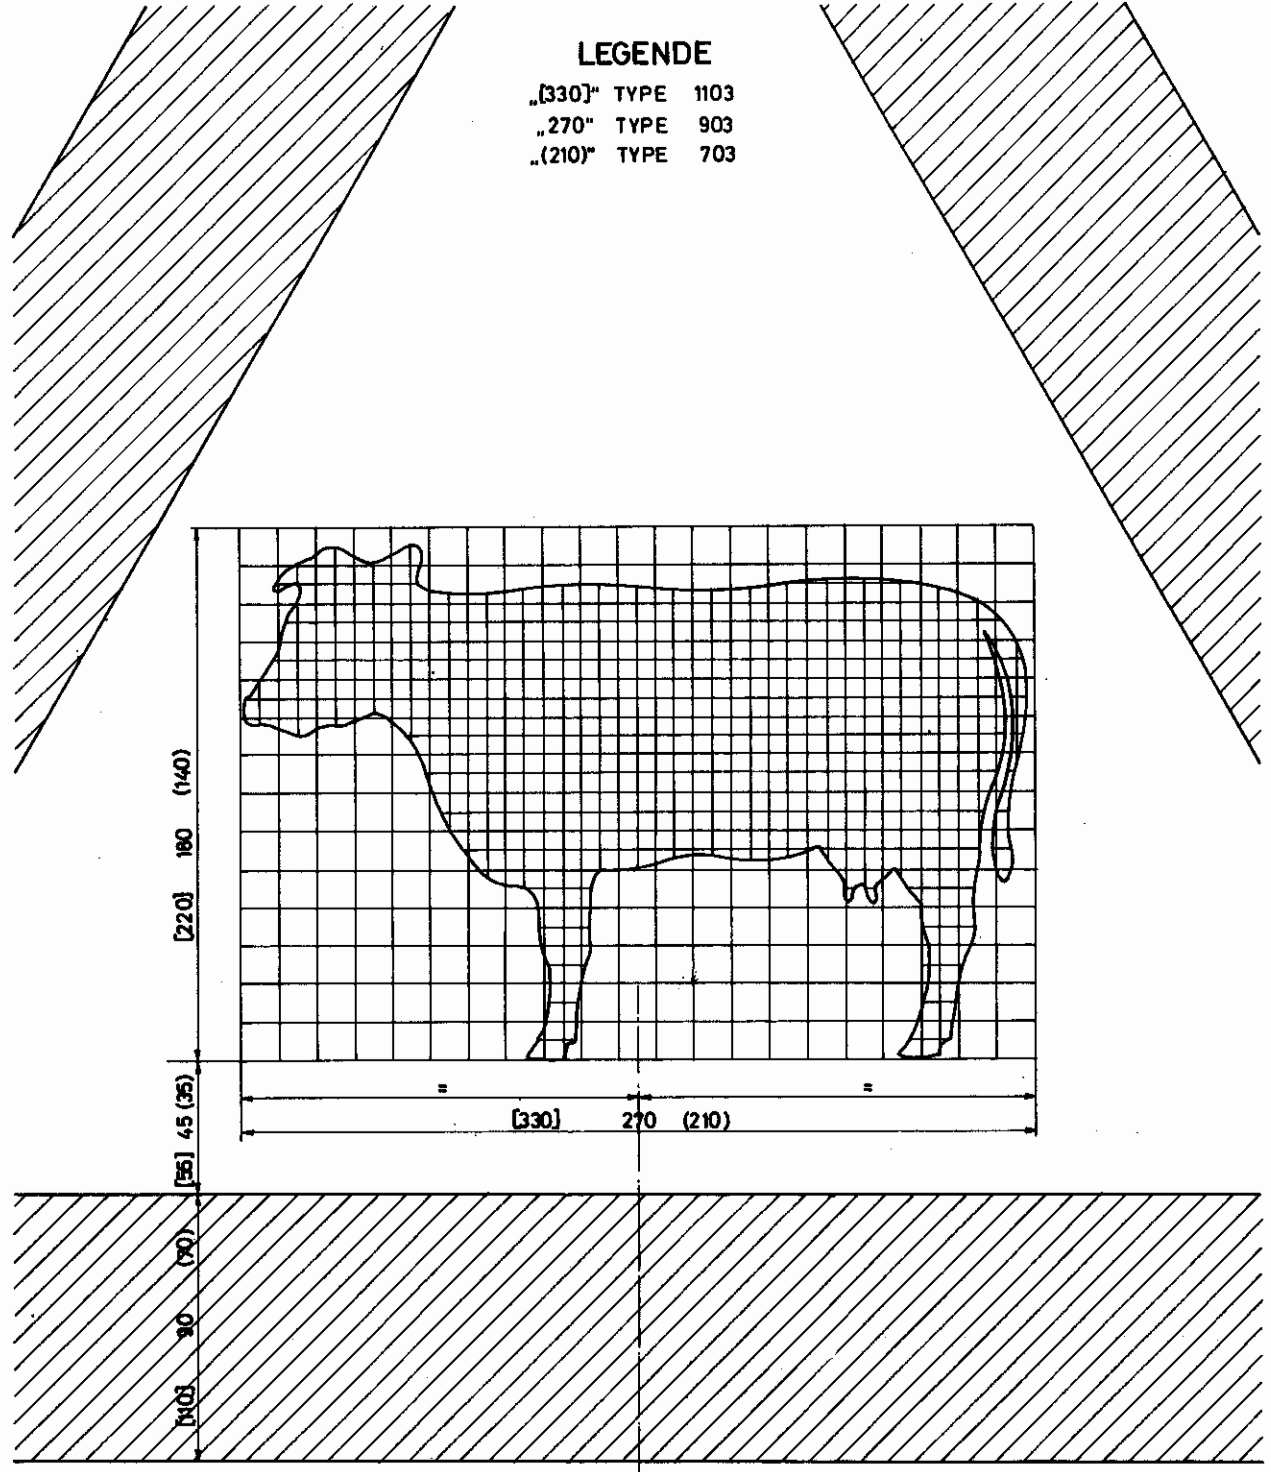 LEGENDE
„[330]" TYPE 1103
„270" TYPE 903
„(210)" TYPE 703
[220] 180 (140)
= =
[330] 270 (210)
[55] 45 (35)
[110] 90 (70)